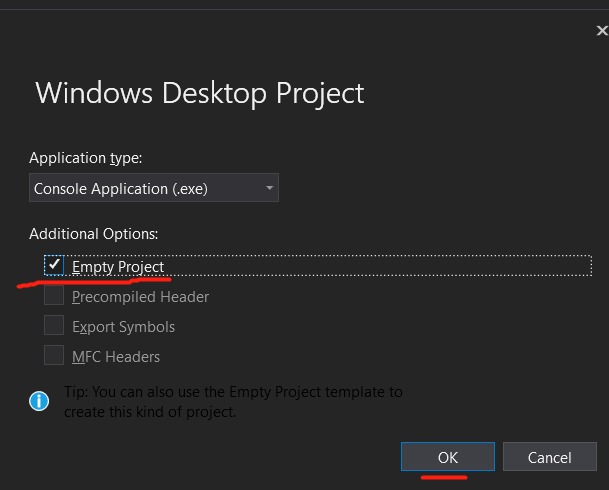 Windows Desktop Project
Application type:
Console Application (.exe)
Additional Options:
Empty Project
Precompiled Header
Export Symbols
MFC Headers
Tip: You can also use the Empty Project template to
create this kind of project.
OK
Cancel